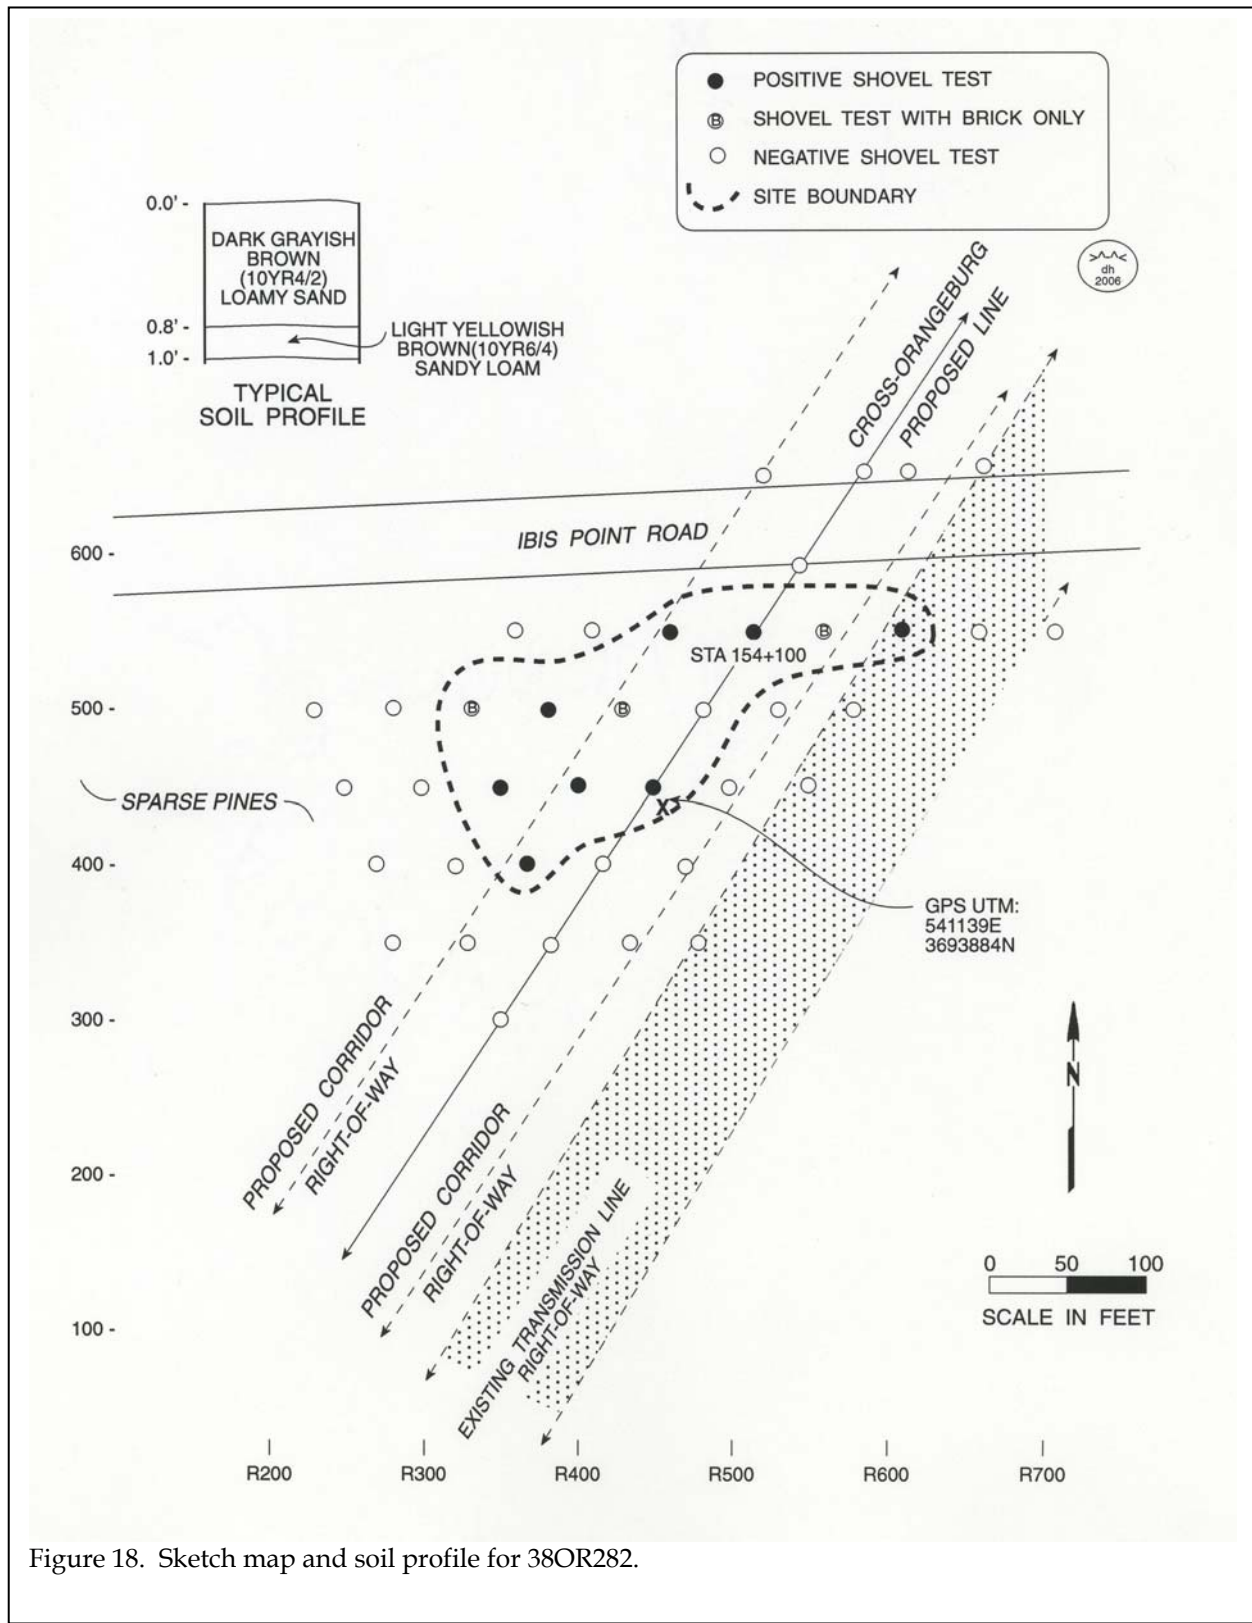 POSITIVE SHOVEL TEST
B SHOVEL TEST WITH BRICK ONLY
NEGATIVE SHOVEL TEST
SITE BOUNDARY
dh
2006
0.0' -
DARK GRAYISH
BROWN
(10YR4/2)
LOAMY SAND
0.8' -
1.0' -
LIGHT YELLOWISH
BROWN(10YR6/4)
SANDY LOAM
TYPICAL
SOIL PROFILE
CROSS-ORANGEBURG
PROPOSED LINE
IBIS POINT ROAD
600 -
B
STA 154+100
500 -
B
B
SPARSE PINES
X
400 -
GPS UTM:
541139E
3693884N
300 -
PROPOSED CORRIDOR
RIGHT-OF-WAY
N
200 -
PROPOSED CORRIDOR
RIGHT-OF-WAY
EXISTING TRANSMISSION LINE
RIGHT-OF-WAY
0 50 100
SCALE IN FEET
100 -
R200 R300 R400 R500 R600 R700
Figure 18. Sketch map and soil profile for 38OR282.